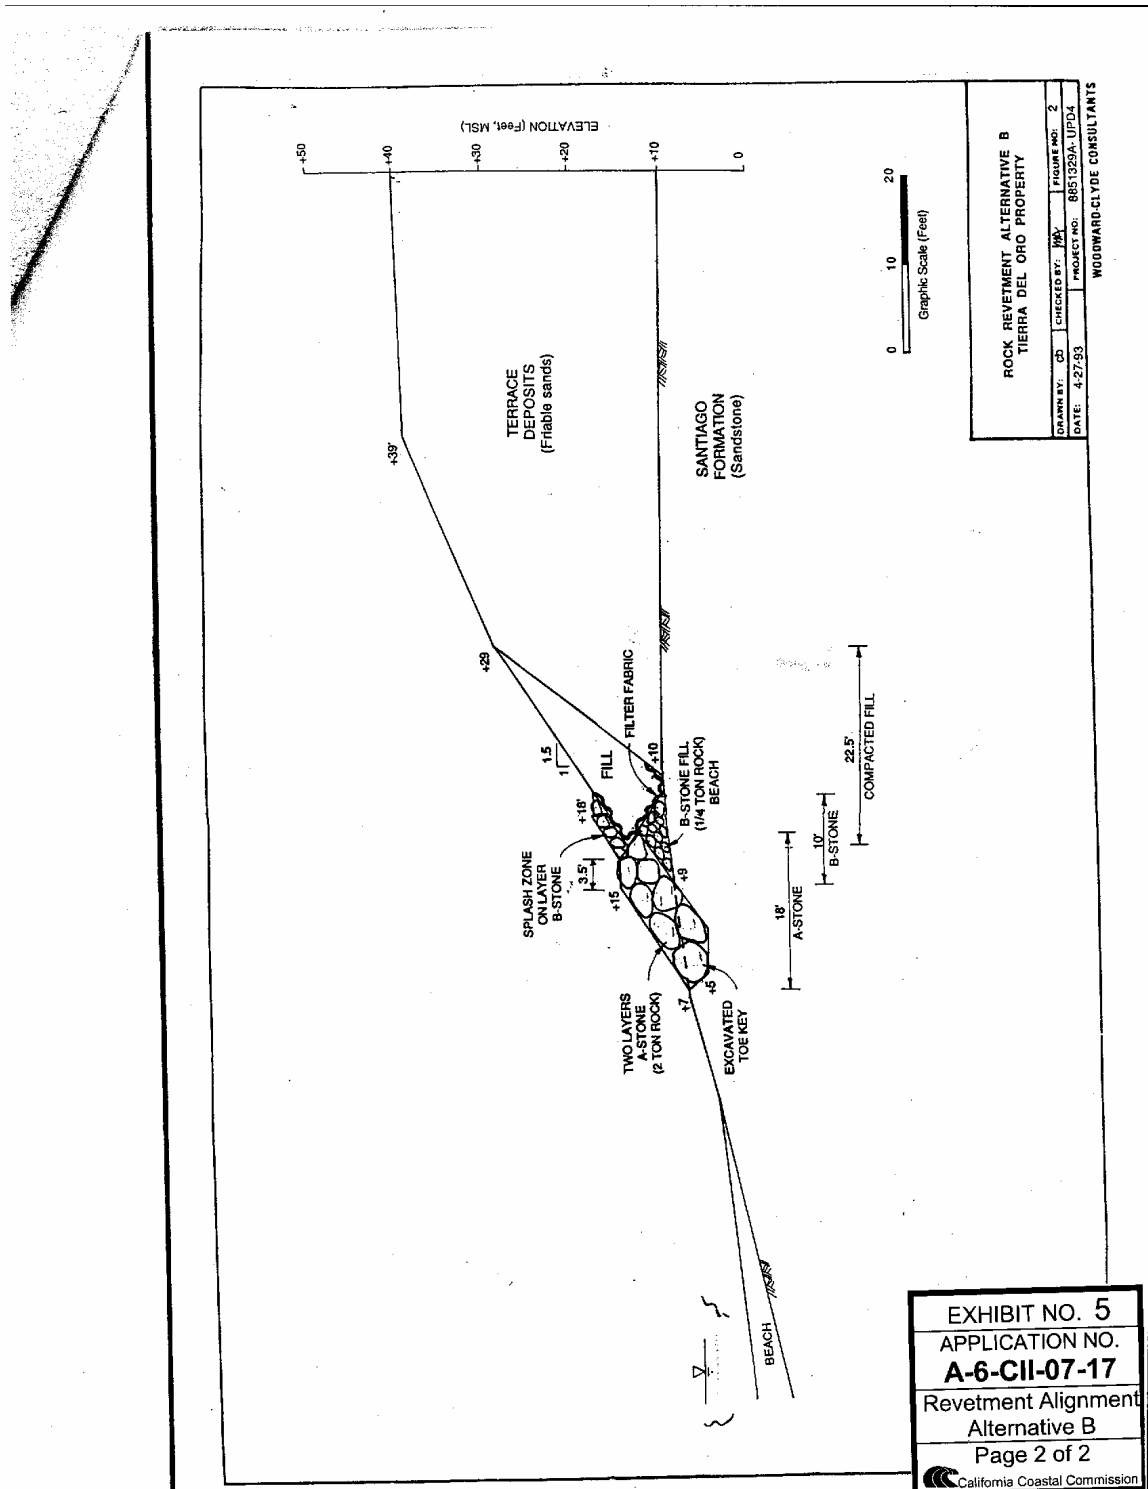 ELEVATION (Feet, MSL)
+50
+40
+30
+20
+10
0
+39'
TERRACE
DEPOSITS
(Friable sands)
SANTIAGO
FORMATION
(Sandstone)
0
10
20
Graphic Scale (Feet)
+29
1.5
1
FILL
FILTER FABRIC
+10
B-STONE FILL
(1/4 TON ROCK)
BEACH
+18'
SPLASH ZONE
ON LAYER
B-STONE
3.5'
+15
+9
TWO LAYERS
A-STONE
(2 TON ROCK)
+7
+5
EXCAVATED
TOE KEY
18'
A-STONE
10'
B-STONE
22.5'
COMPACTED FILL
BEACH
ROCK REVETMENT ALTERNATIVE B
TIERRA DEL ORO PROPERTY
DRAWN BY: cb
CHECKED BY:
FIGURE NO: 2
DATE: 4-27-93
PROJECT NO: 8851329A-UPD4
WOODWARD-CLYDE CONSULTANTS
EXHIBIT NO. 5
APPLICATION NO.
A-6-CII-07-17
Revetment Alignment
Alternative B
Page 2 of 2
California Coastal Commission